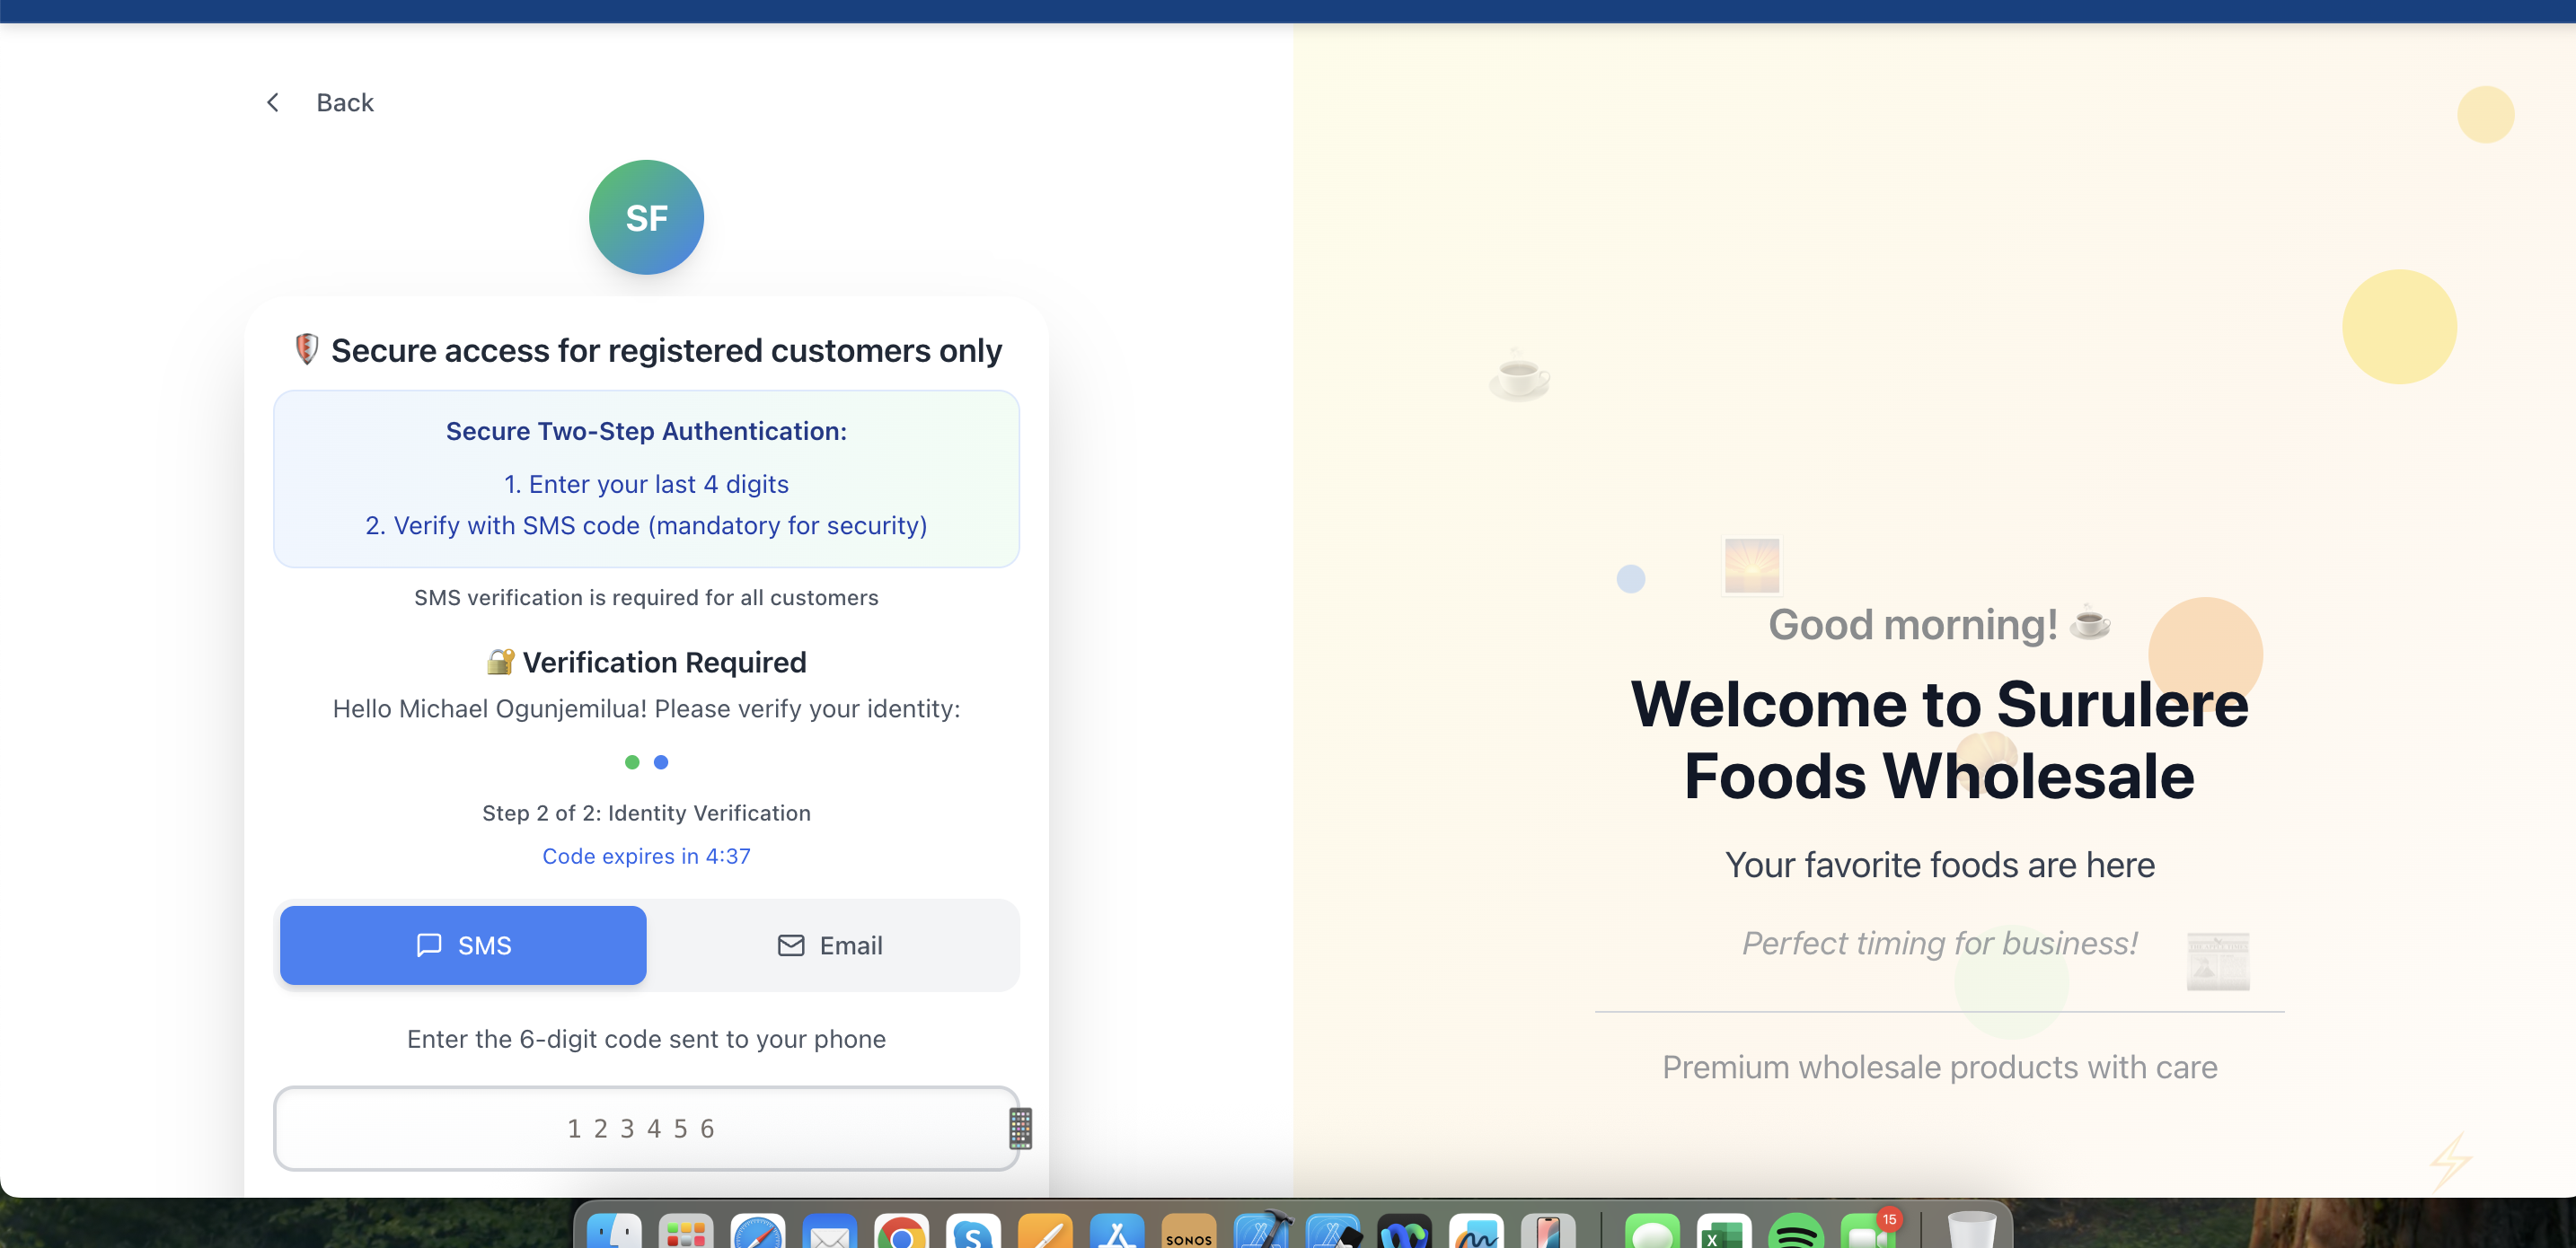 Back
SF
Secure access for registered customers only
Secure Two-Step Authentication:
1. Enter your last 4 digits
2. Verify with SMS code (mandatory for security)
SMS verification is required for all customers
Verification Required
Hello Michael Ogunjemilua! Please verify your identity:
Step 2 of 2: Identity Verification
Code expires in 4:37
SMS
Email
Enter the 6-digit code sent to your phone
1 2 3 4 5 6
Good morning!
Welcome to Surulere
Foods Wholesale
Your favorite foods are here
Perfect timing for business!
Premium wholesale products with care
SONOS
15